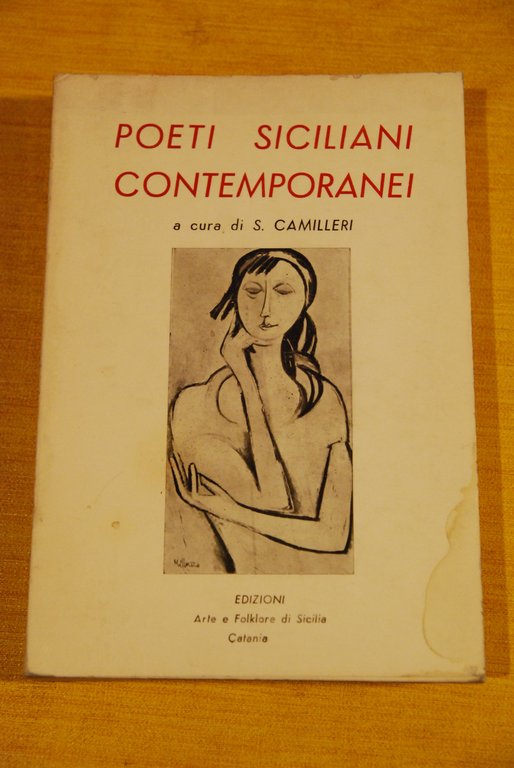 POETI SICILIANI
CONTEMPORANEI
a cura di S. CAMILLERI
EDIZIONI
Arte e Folklore di Sicilia
Catania